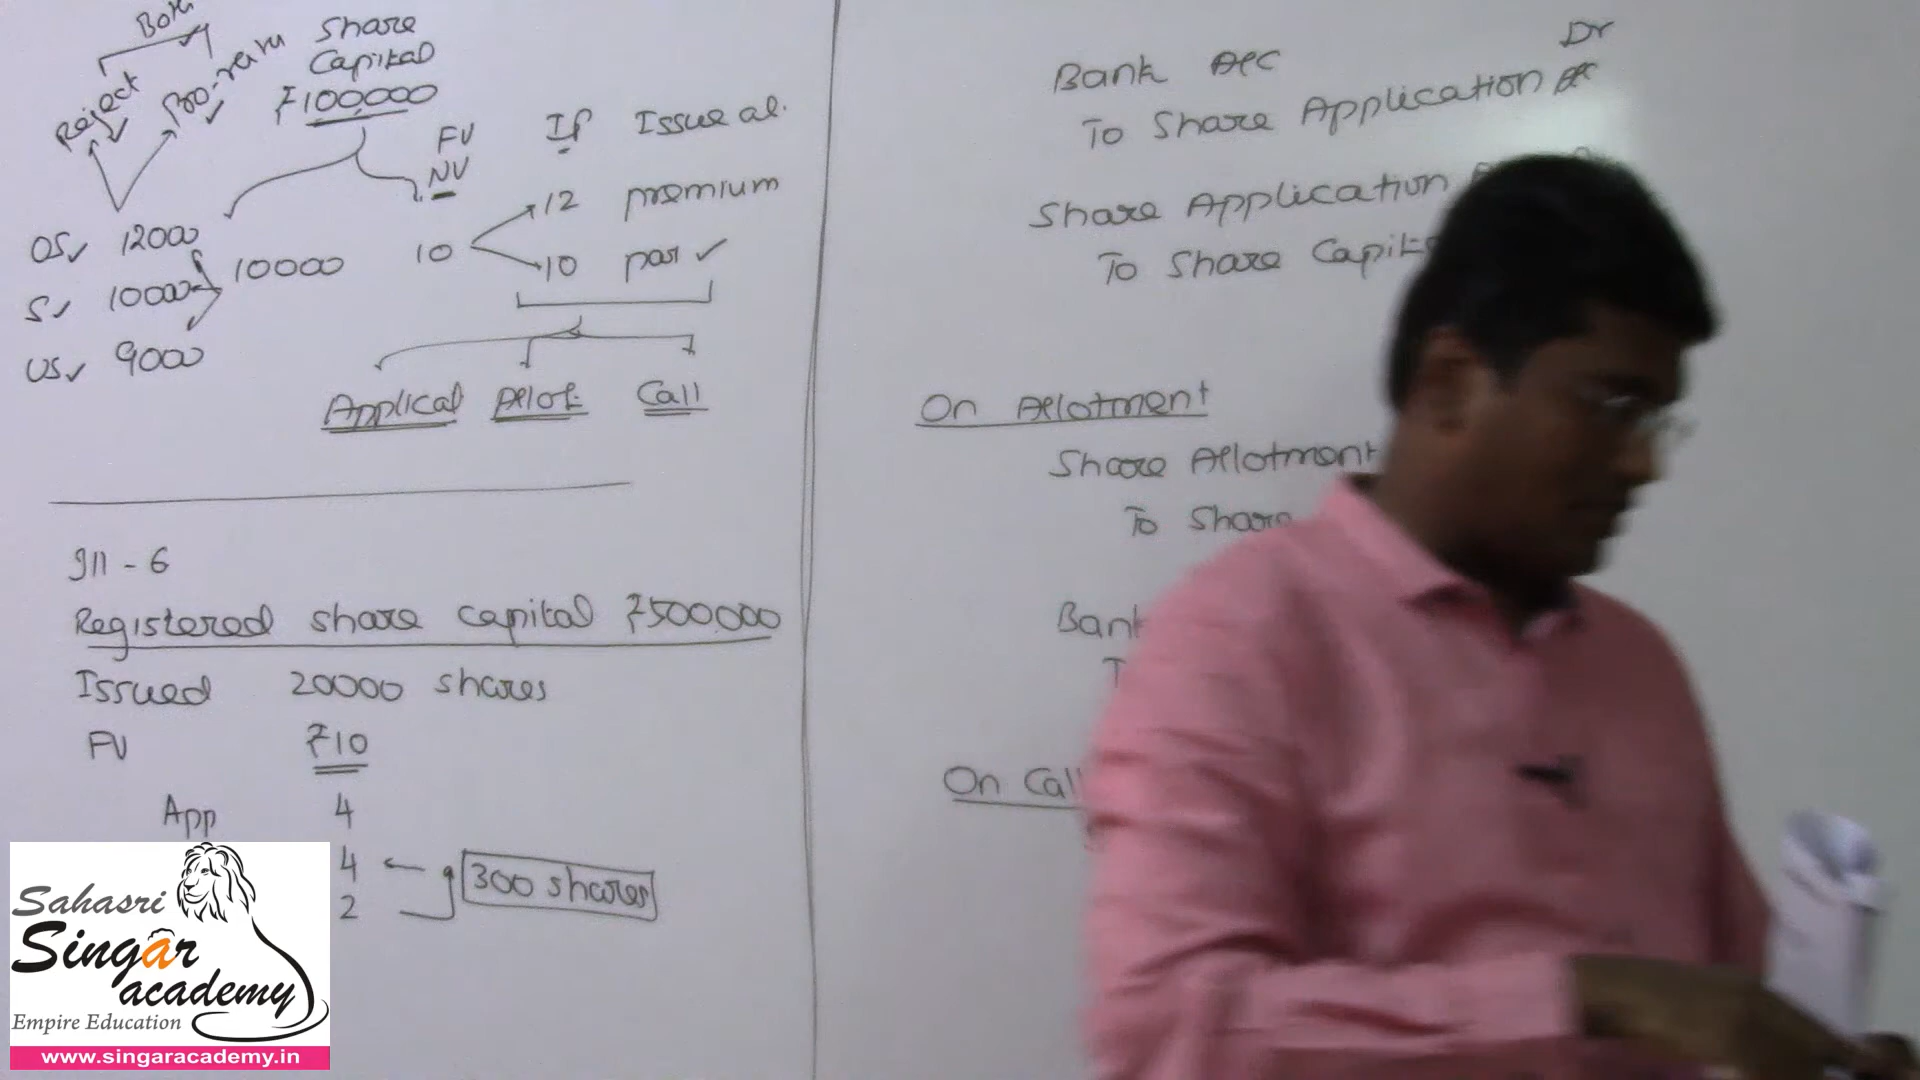 Both
Reject
Pro-rata
Share
Capital
₹100000
FV
NV
IP Issue at.
12 premium
10
10 par ✓
OS✓ 12000
S✓ 10000
10000
US✓ 9000
Applicat Allot: Call
Ill - 6
Registered share capital ₹500000
Issued 20000 shares
FV ₹10
App 4
4
2
300 shares
Sahasri
Singar
academy
Empire Education
www.singaracademy.in
Dr
Bank A/C
To Share Application A/c
Share Application
To Share Capit
On Allotment
Share Allotment
To Share
Bank
T
On Call